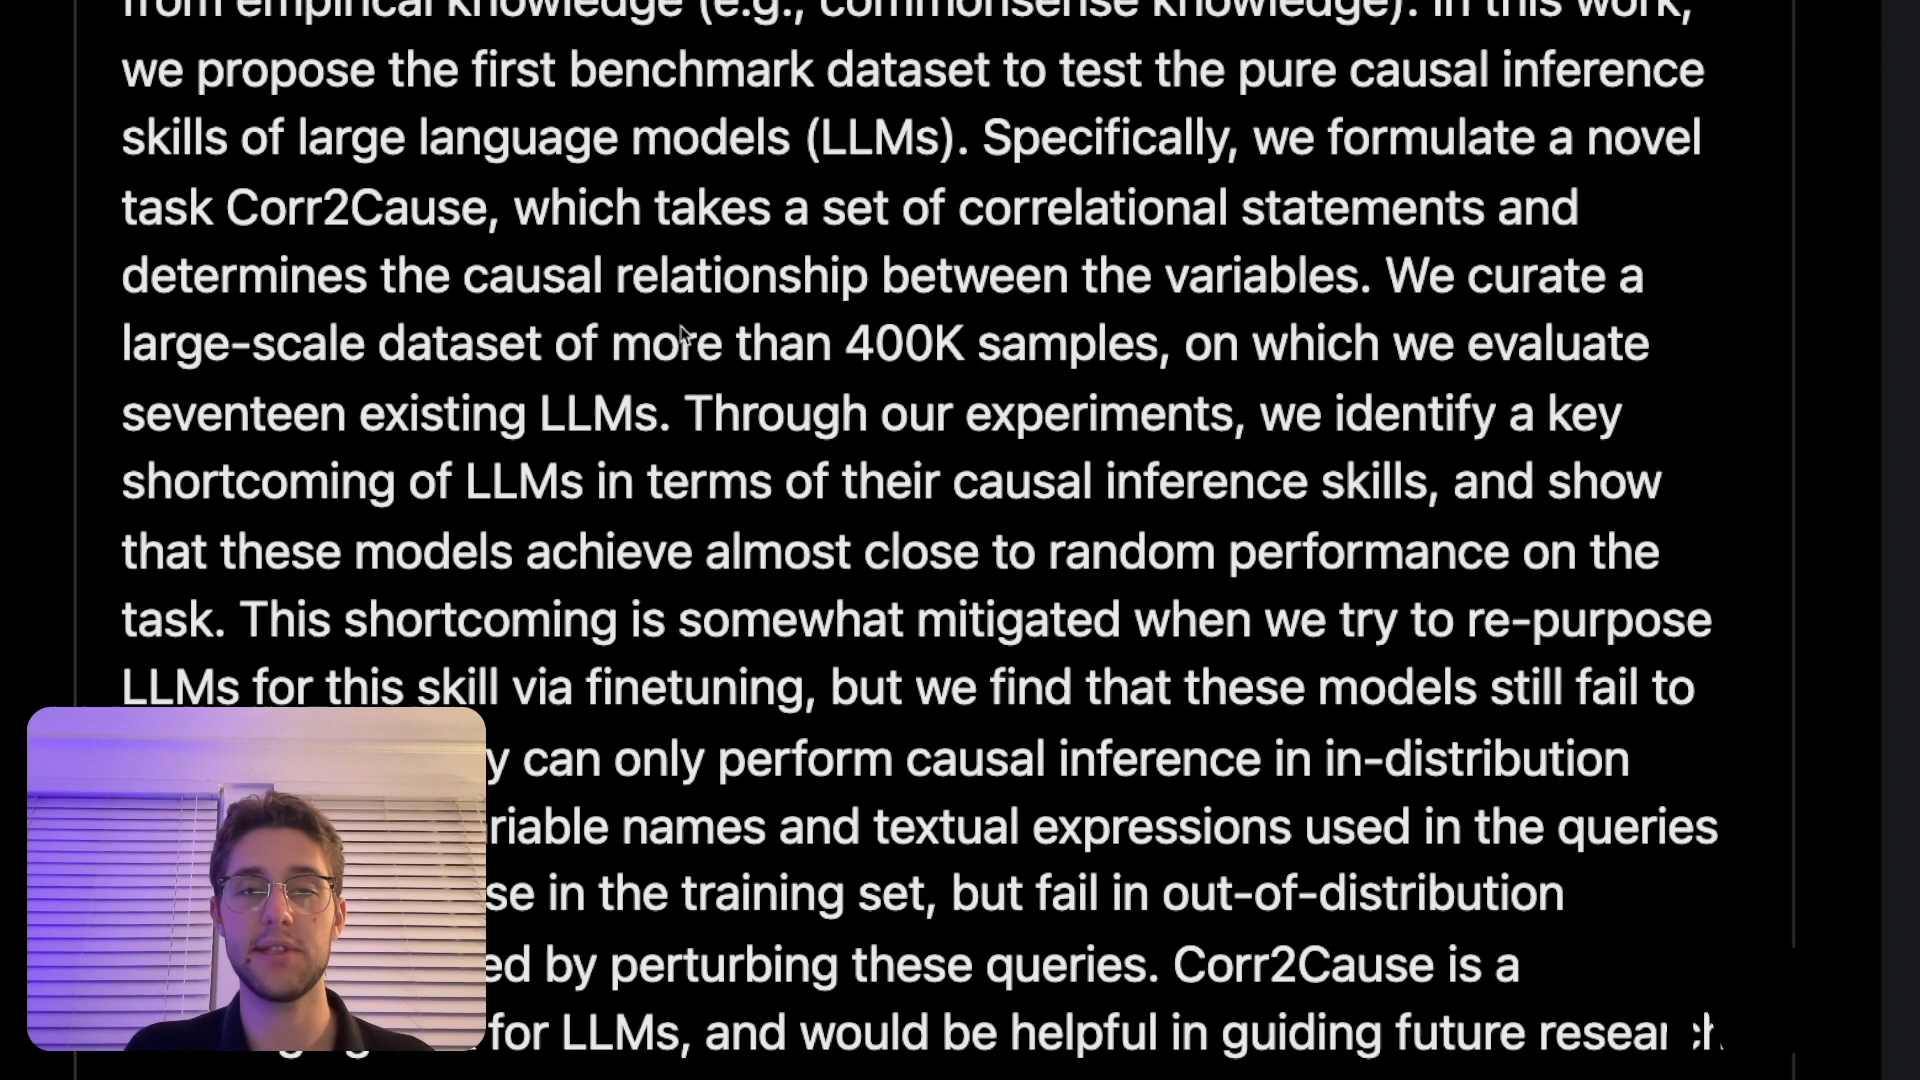 from empirical knowledge (e.g., commonsense knowledge). In this work,
we propose the first benchmark dataset to test the pure causal inference
skills of large language models (LLMs). Specifically, we formulate a novel
task Corr2Cause, which takes a set of correlational statements and
determines the causal relationship between the variables. We curate a
large-scale dataset of more than 400K samples, on which we evaluate
seventeen existing LLMs. Through our experiments, we identify a key
shortcoming of LLMs in terms of their causal inference skills, and show
that these models achieve almost close to random performance on the
task. This shortcoming is somewhat mitigated when we try to re-purpose
LLMs for this skill via finetuning, but we find that these models still fail to
can only perform causal inference in in-distribution
names and textual expressions used in the queries
in the training set, but fail in out-of-distribution
by perturbing these queries. Corr2Cause is a
for LLMs, and would be helpful in guiding future research